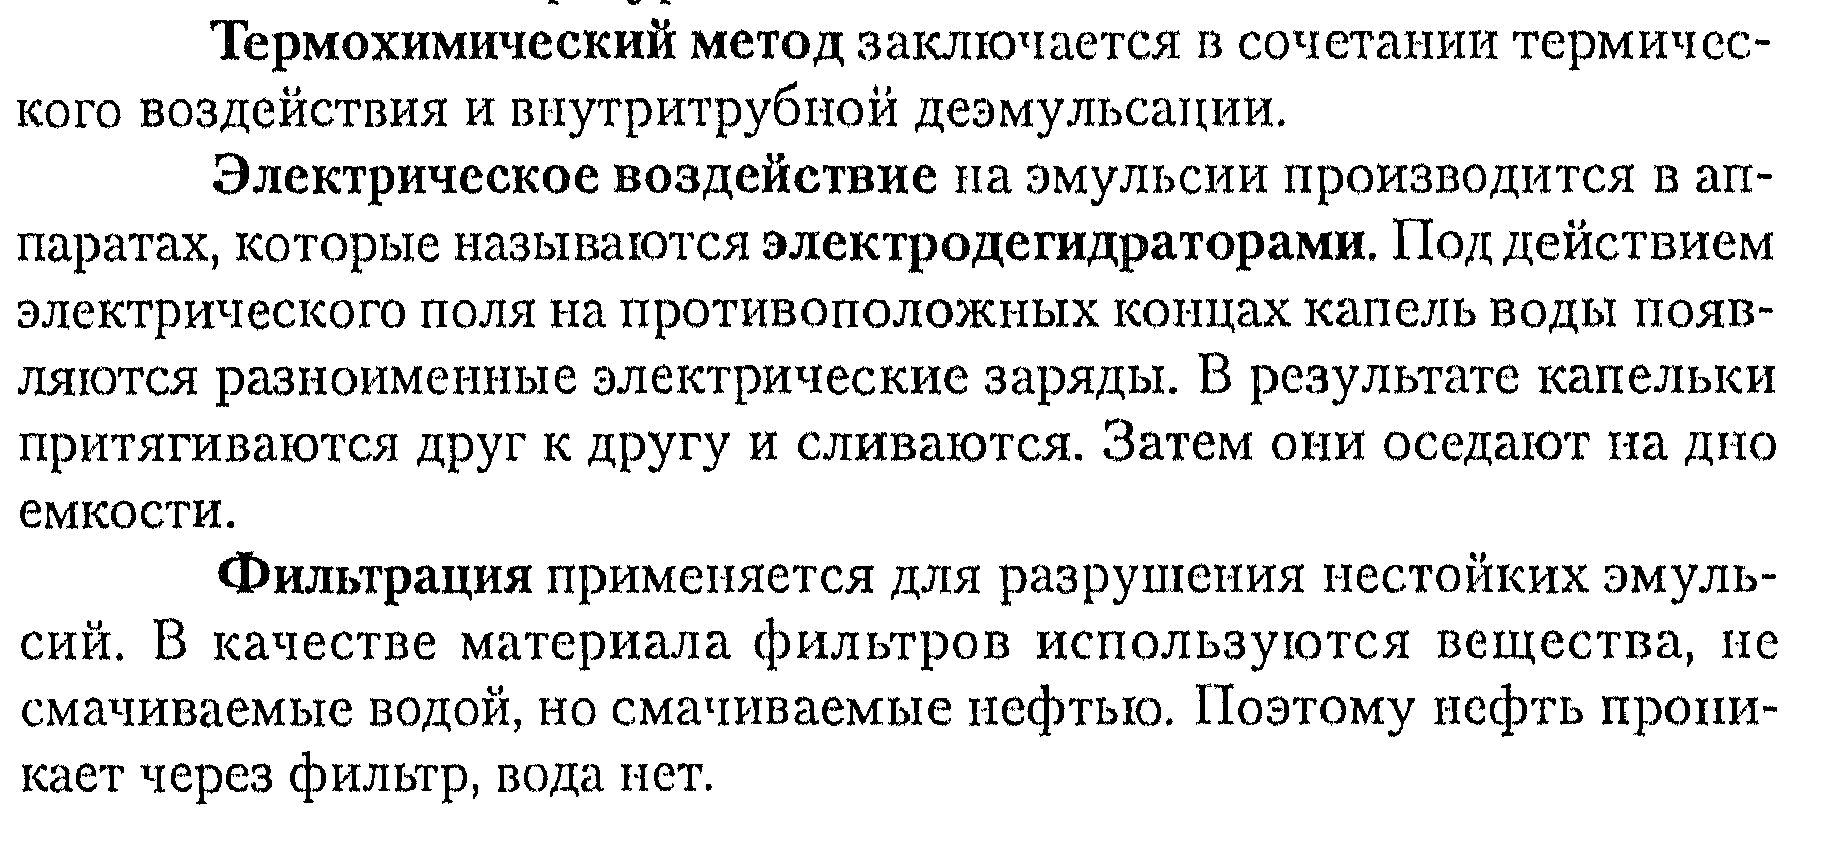 Термохимический метод заключается в сочетании термичес-
кого воздействия и внутритрубной деэмульсации.
Электрическое воздействие на эмульсии производится в ап-
паратах, которые называются электродегидраторами. Под действием
электрического поля на противоположных концах капель воды появ-
ляются разноименные электрические заряды. В результате капельки
притягиваются друг к другу и сливаются. Затем они оседают на дно
емкости.
Фильтрация применяется для разрушения нестойких эмуль-
сий. В качестве материала фильтров используются вещества, не
смачиваемые водой, но смачиваемые нефтью. Поэтому нефть прони-
кает через фильтр, вода нет.